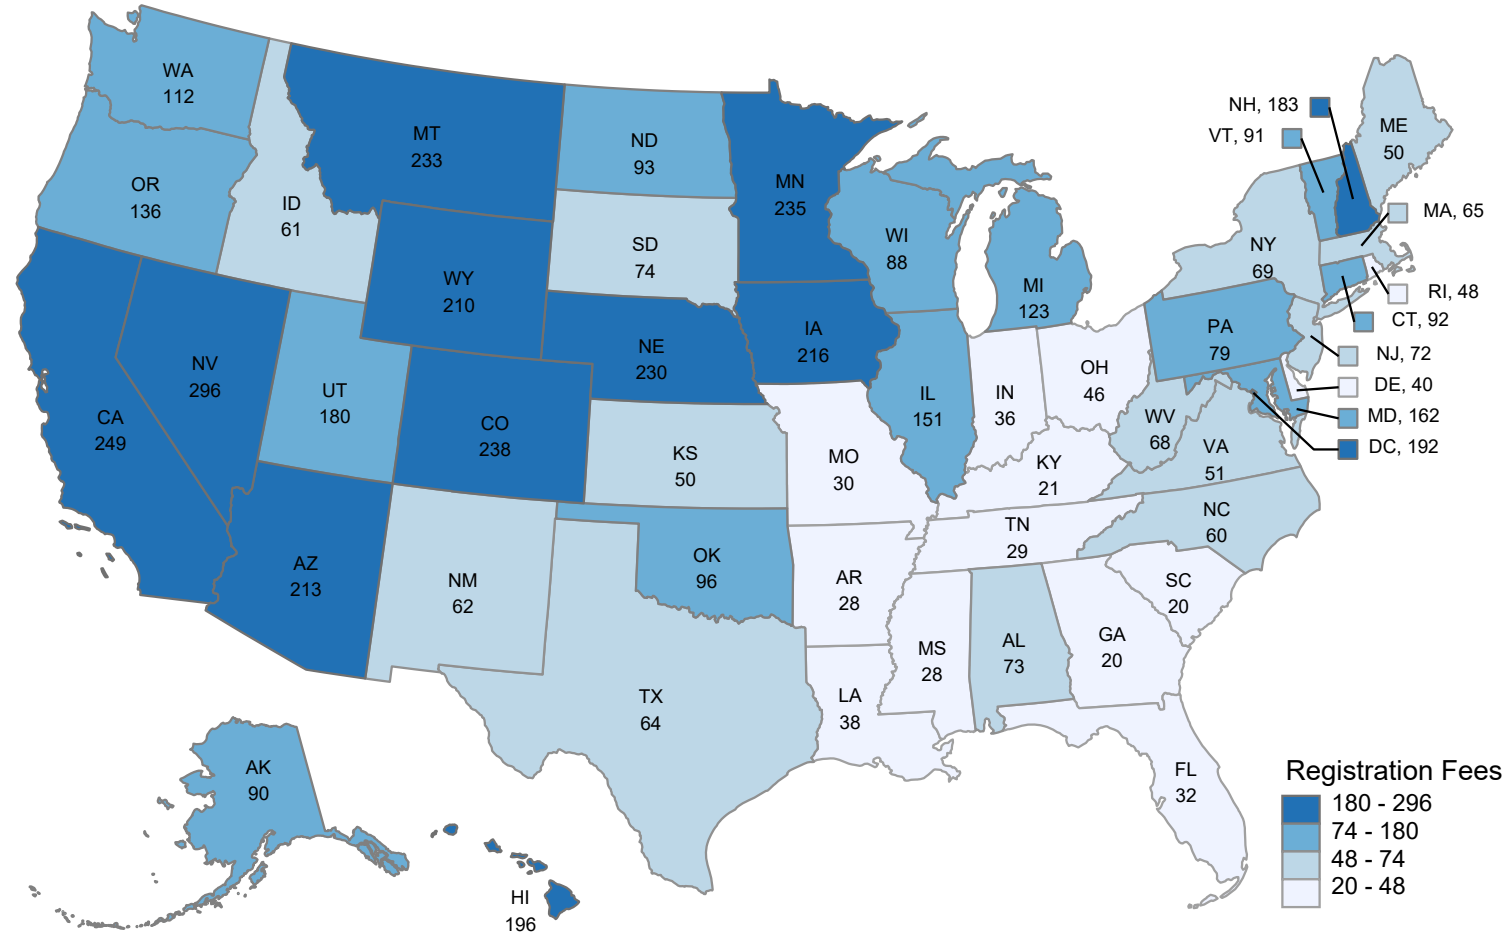 WA
112
OR
136
ID
61
MT
233
ND
93
MN
235
SD
74
WY
210
NE
230
IA
216
WI
88
MI
123
NV
296
UT
180
CA
249
CO
238
KS
50
MO
30
IL
151
IN
36
OH
46
KY
21
WV
68
VA
51
PA
79
NY
69
NH, 183
VT, 91
ME
50
MA, 65
RI, 48
CT, 92
NJ, 72
DE, 40
MD, 162
DC, 192
AZ
213
NM
62
OK
96
AR
28
TN
29
NC
60
SC
20
GA
20
AL
73
MS
28
LA
38
TX
64
FL
32
AK
90
HI
196
Registration Fees
180 - 296
74 - 180
48 - 74
20 - 48